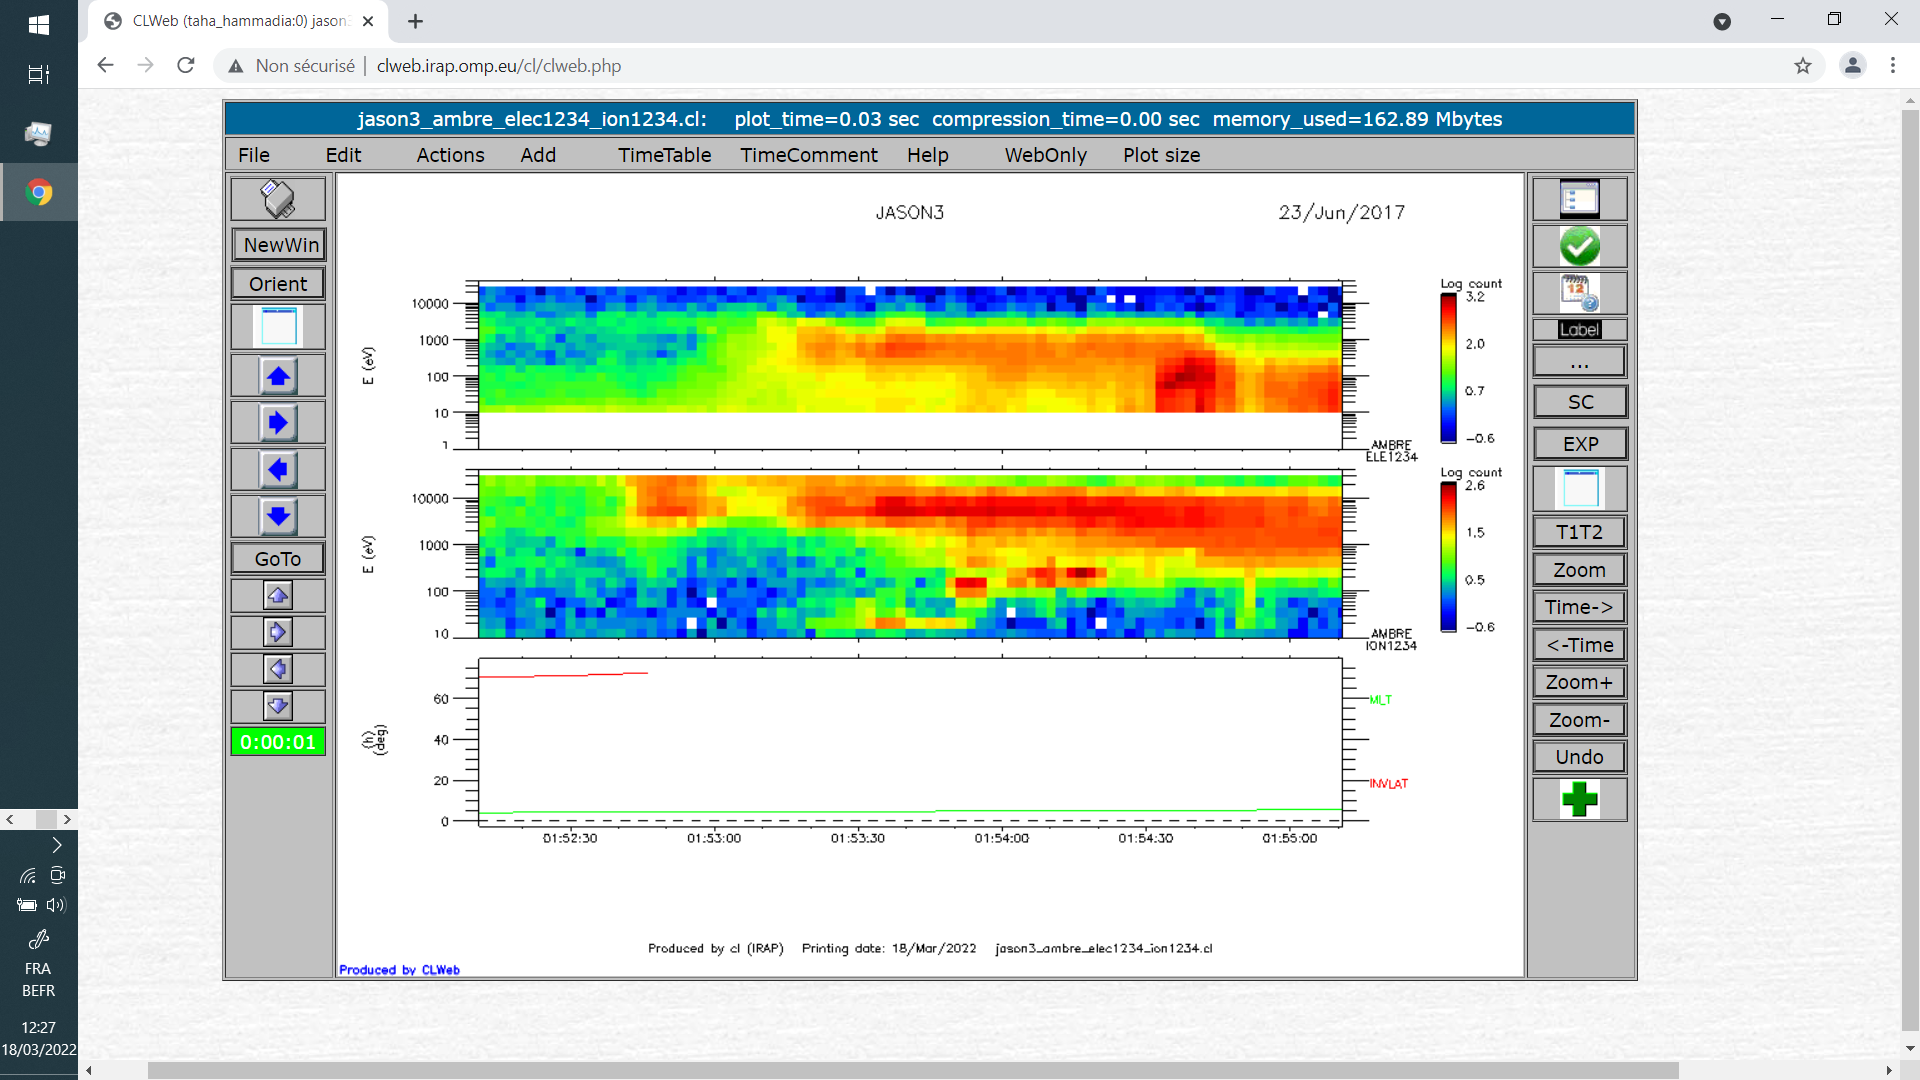 CLWeb (taha_hammadia:0) jason3
Non sécurisé | clweb.irap.omp.eu/cl/clweb.php
jason3_ambre_elec1234_ion1234.cl: plot_time=0.03 sec compression_time=0.00 sec memory_used=162.89 Mbytes
File Edit Actions Add TimeTable TimeComment Help WebOnly Plot size
NewWin
Orient
GoTo
0:00:01
JASON3 23/Jun/2017
Log count
3.2
2.0
0.7
-0.6
10000
1000
100
10
1
E (eV)
AMBRE
ELE1234
Log count
2.6
1.5
0.5
-0.6
10000
1000
100
10
E (eV)
AMBRE
ION1234
60
40
20
0
(h)
(deg)
MLT
INVLAT
01:52:30 01:53:00 01:53:30 01:54:00 01:54:30 01:55:00
Produced by cl (IRAP) Printing date: 18/Mar/2022 jason3_ambre_elec1234_ion1234.cl
Produced by CLWeb
12
Label
...
SC
EXP
T1T2
Zoom
Time->
<-Time
Zoom+
Zoom-
Undo
FRA
BEFR
12:27
18/03/2022